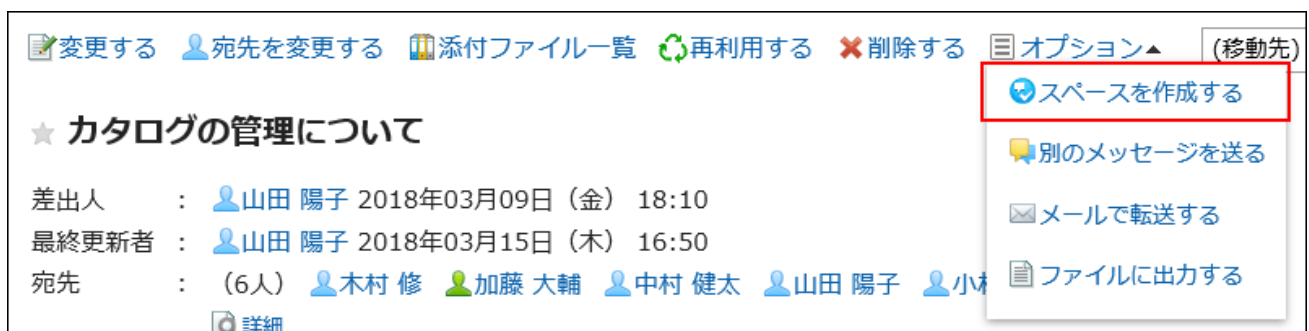 変更する 宛先を変更する 添付ファイル一覧 再利用する 削除する オプション▲ (移動先)
スペースを作成する
別のメッセージを送る
メールで転送する
ファイルに出力する
カタログの管理について
差出人 : 山田 陽子 2018年03月09日（金） 18:10
最終更新者 : 山田 陽子 2018年03月15日（木） 16:50
宛先 : （6人） 木村 修 加藤 大輔 中村 健太 山田 陽子 小
詳細